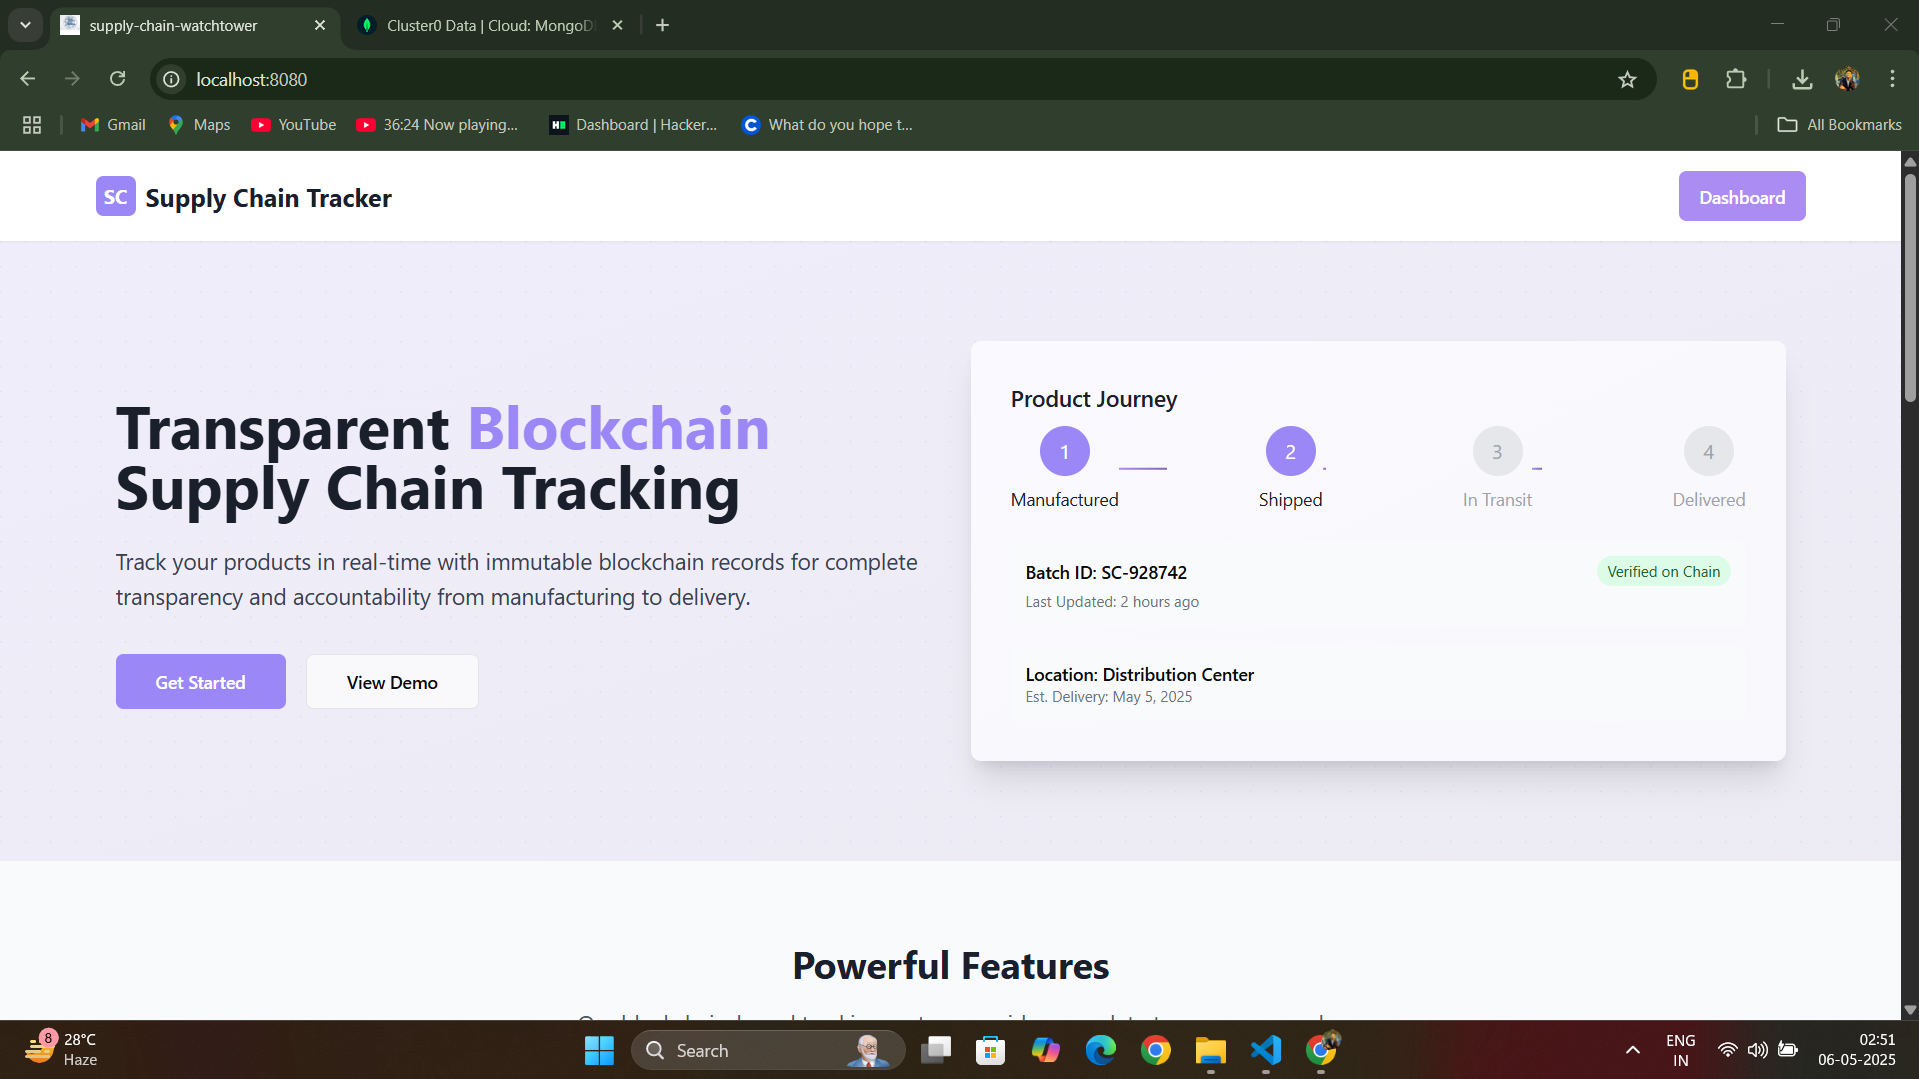 supply-chain-watchtower
Cluster0 Data | Cloud: MongoD
localhost:8080
Gmail
Maps
YouTube
36:24 Now playing...
Dashboard | Hacker...
What do you hope t...
All Bookmarks
SC
Supply Chain Tracker
Dashboard
Transparent Blockchain
Supply Chain Tracking
Track your products in real-time with immutable blockchain records for complete
transparency and accountability from manufacturing to delivery.
Get Started
View Demo
Product Journey
1
2
3
4
Manufactured
Shipped
In Transit
Delivered
Batch ID: SC-928742
Verified on Chain
Last Updated: 2 hours ago
Location: Distribution Center
Est. Delivery: May 5, 2025
Powerful Features
8
28°C
Haze
Search
ENG
IN
02:51
06-05-2025